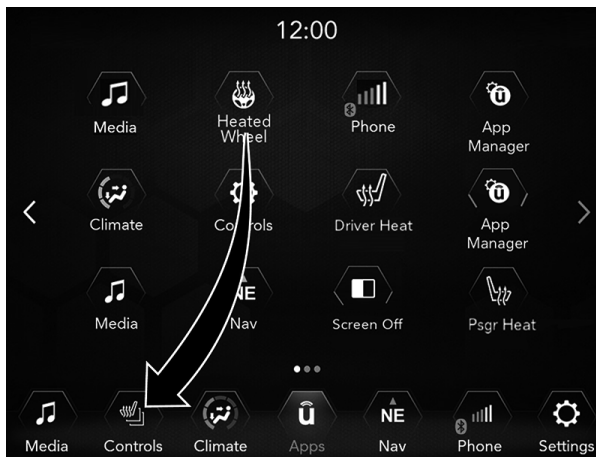 12:00
Media
Heated
Wheel
Phone
App
Manager
Climate
Controls
Driver Heat
App
Manager
Media
NE
Nav
Screen Off
Psgr Heat
NE
Media
Controls
Climate
Apps
Nav
Phone
Settings